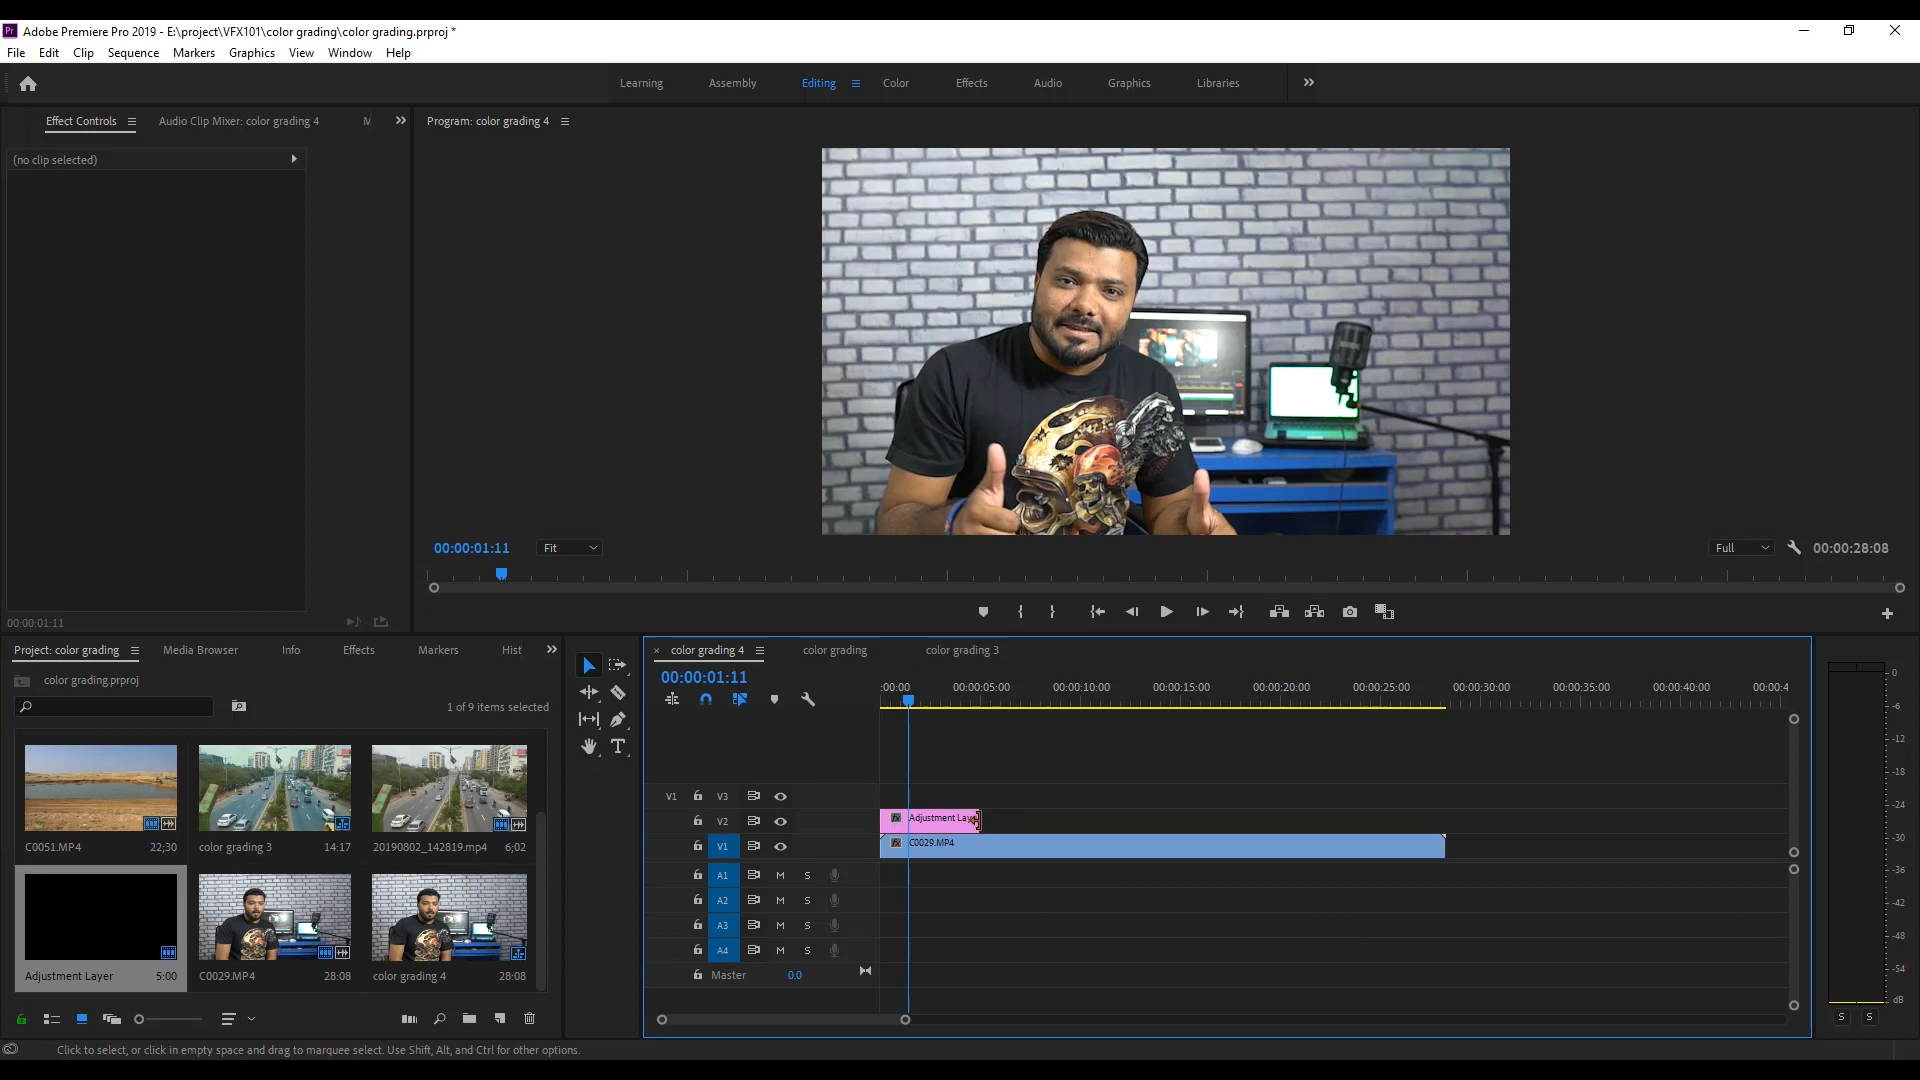 Pr Adobe Premiere Pro 2019 - E:\project\VFX101\color grading\color grading.prproj *
File Edit Clip Sequence Markers Graphics View Window Help
Learning Assembly Editing Color Effects Audio Graphics Libraries
Effect Controls Audio Clip Mixer: color grading 4 M
Program: color grading 4
(no clip selected)
00:00:01:11 Fit Full 00:00:28:08
00:00:01:11
Project: color grading Media Browser Info Effects Markers Hist
color grading.prproj
1 of 9 items selected
C0051.MP4 22;30
color grading 3 14:17
20190802_142819.mp4 6;02
Adjustment Layer 5:00
C0029.MP4 28:08
color grading 4 28:08
T
× color grading 4 color grading color grading 3
00:00:01:11
:00:00 00:00:05:00 00:00:10:00 00:00:15:00 00:00:20:00 00:00:25:00 00:00:30:00 00:00:35:00 00:00:40:00 00:00:4
V1 V3
V2 fx Adjustment Lay
V1 fx C0029.MP4
A1 M S
A2 M S
A3 M S
A4 M S
Master 0.0
0
-6
-12
-18
-24
-30
-36
-42
-48
-54
dB
S S
Click to select, or click in empty space and drag to marquee select. Use Shift, Alt, and Ctrl for other options.